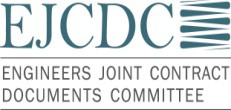 EJCDC
ENGINEERS JOINT CONTRACT
DOCUMENTS COMMITTEE